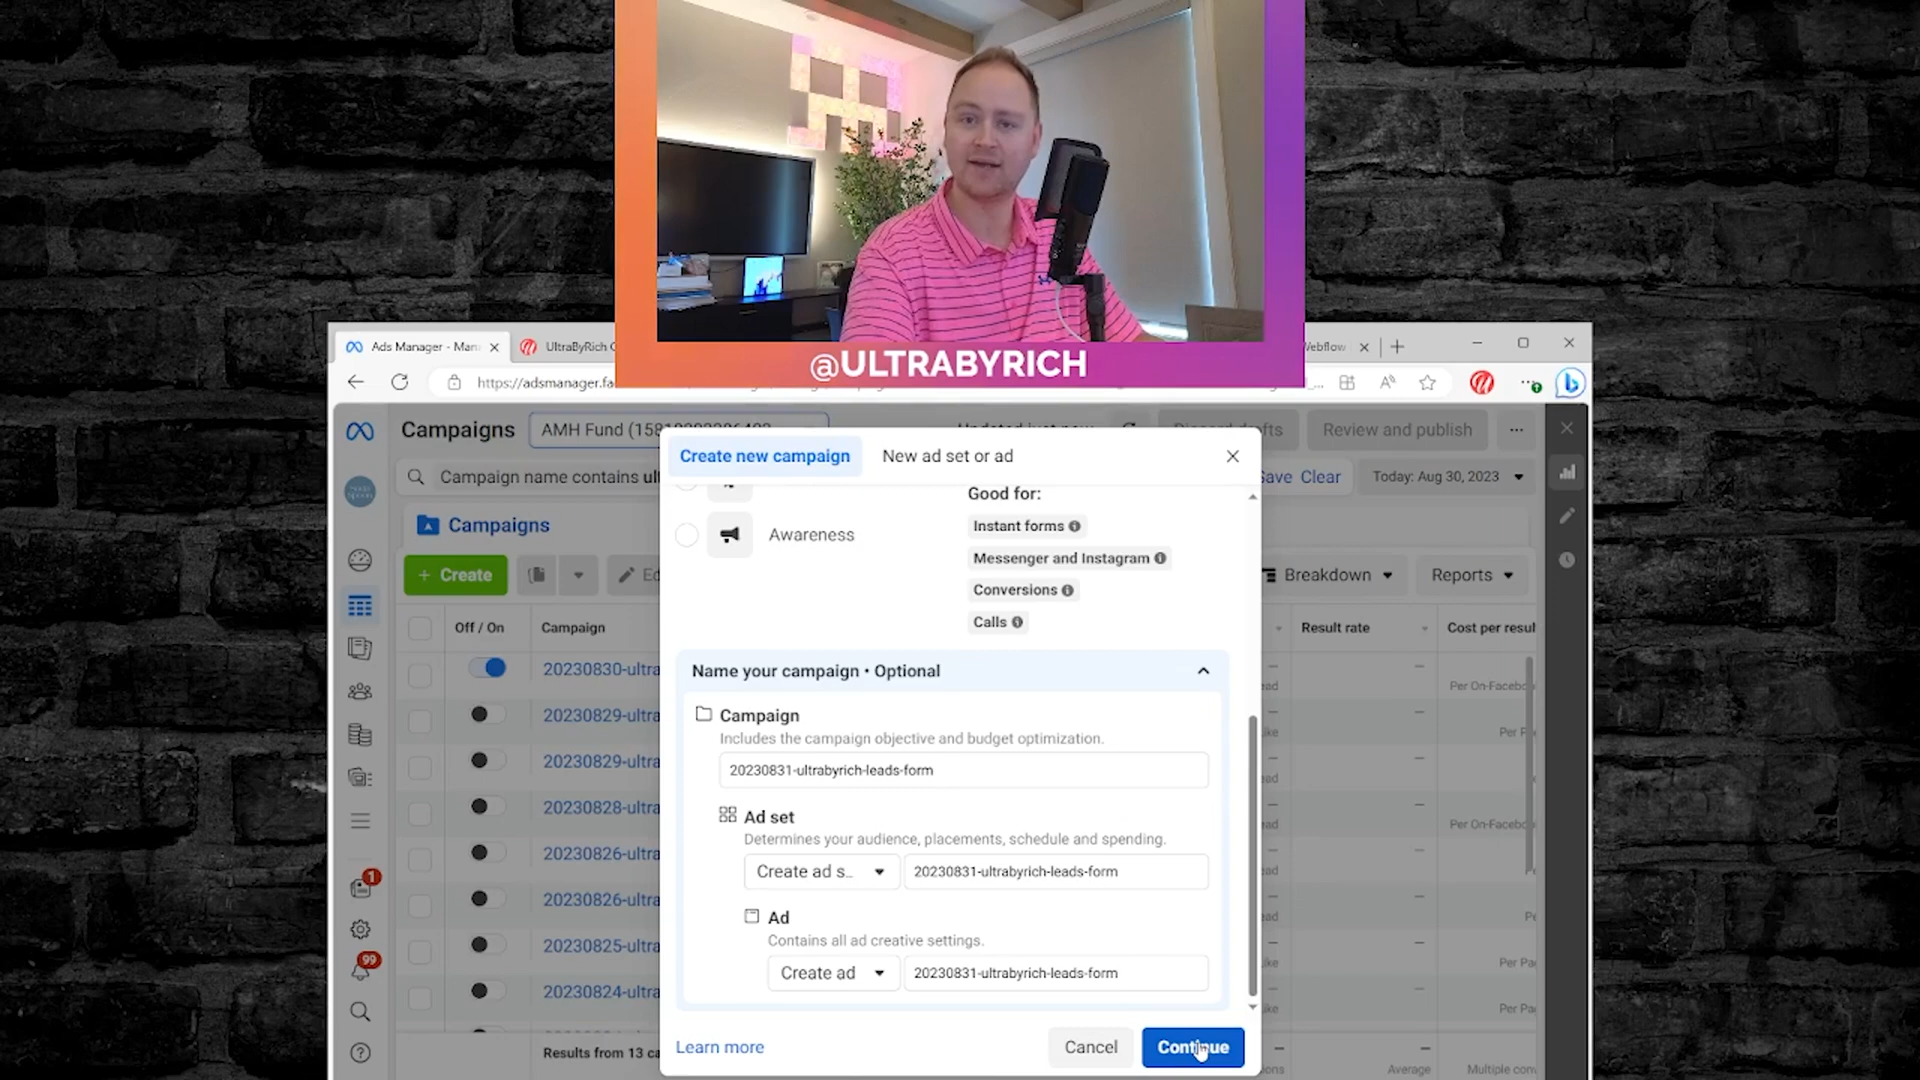 @ULTRABYRICH
Ads Manager - Man
UltraByRich
Webflow
https://adsmanager.fa
Campaigns
AMH Fund
Review and publish
Create new campaign
New ad set or ad
Campaign name contains
Clear
Today: Aug 30, 2023
Good for:
Campaigns
Instant forms
Awareness
Messenger and Instagram
+ Create
Conversions
Breakdown
Reports
Calls
Off / On
Campaign
Result rate
Cost per resul
Name your campaign • Optional
20230830-ultra
20230829-ultra
20230829-ultra
20230828-ultra
20230826-ultra
20230826-ultra
20230825-ultra
20230824-ultra
Campaign
Includes the campaign objective and budget optimization.
20230831-ultrabyrich-leads-form
Ad set
Determines your audience, placements, schedule and spending.
Create ad s..
20230831-ultrabyrich-leads-form
Ad
Contains all ad creative settings.
Create ad
20230831-ultrabyrich-leads-form
1
99
Learn more
Cancel
Continue
Results from 13 ca
Average
Multiple conv